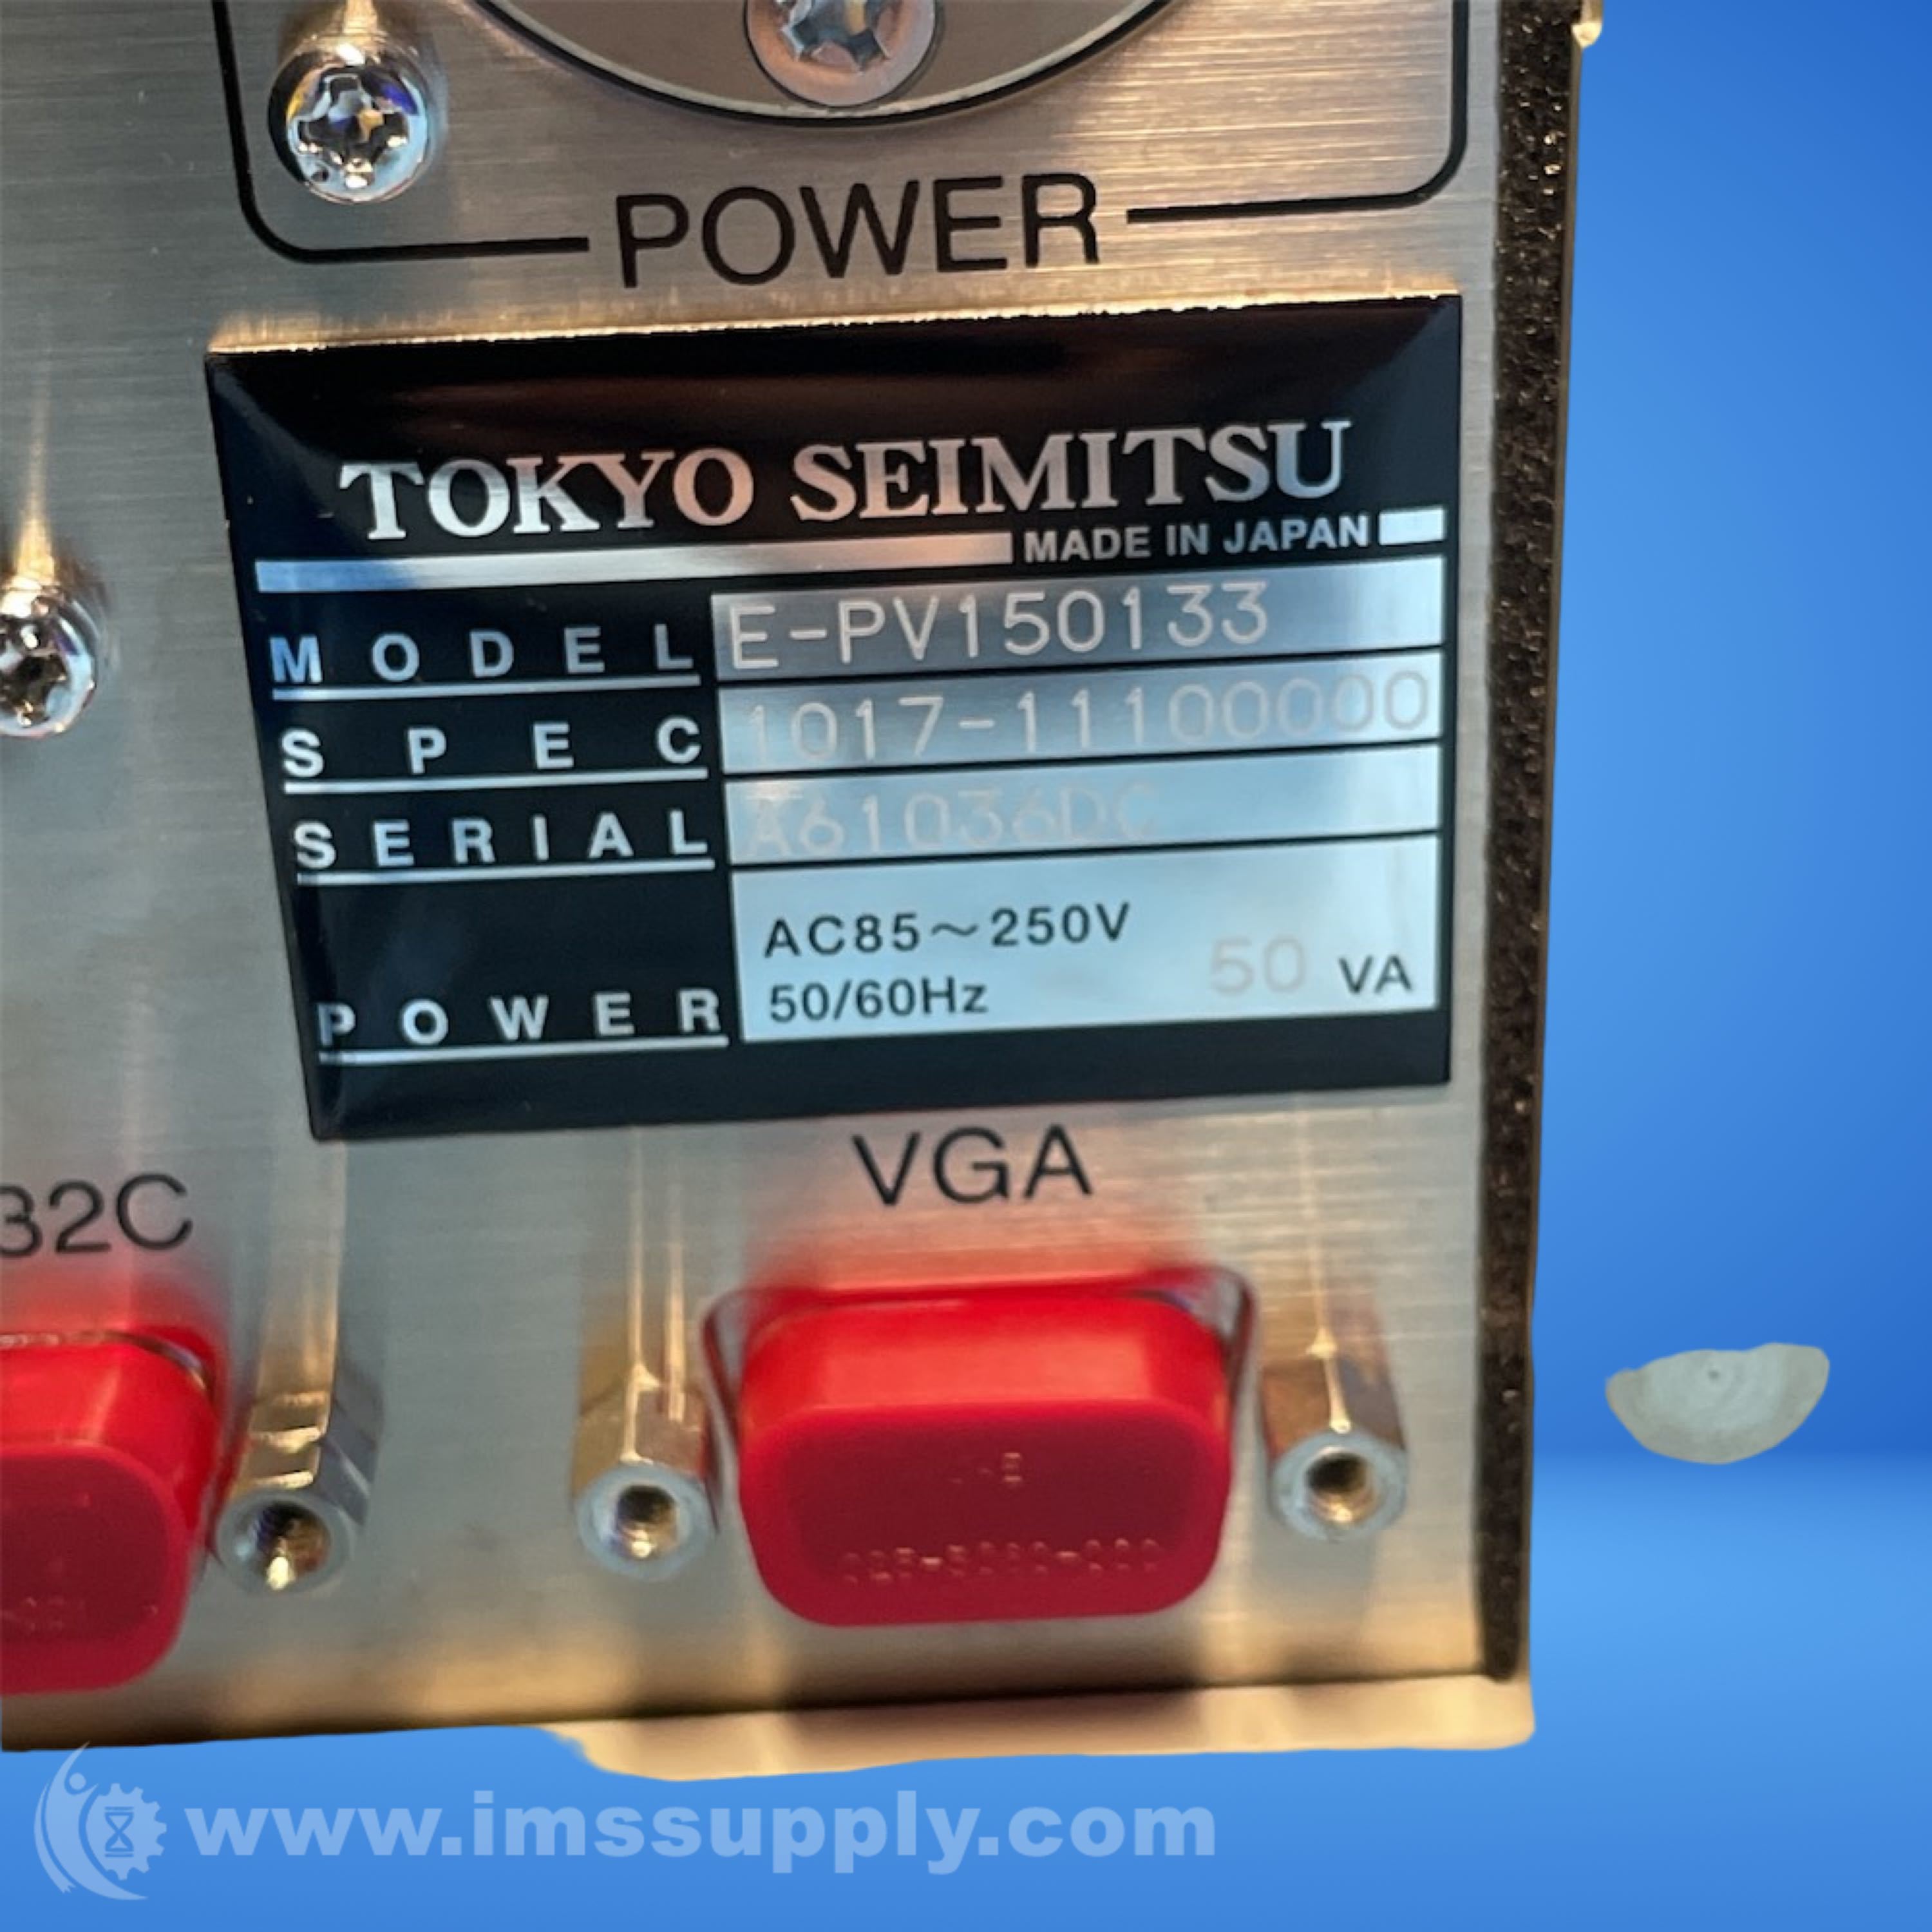 POWER
TOKYO SEIMITSU
MADE IN JAPAN
MODEL E-PV150133
SPEC 1017-11100000
SERIAL A61036DC
POWER AC85~250V
50/60Hz 50 VA
VGA
32C
www.imssupply.com